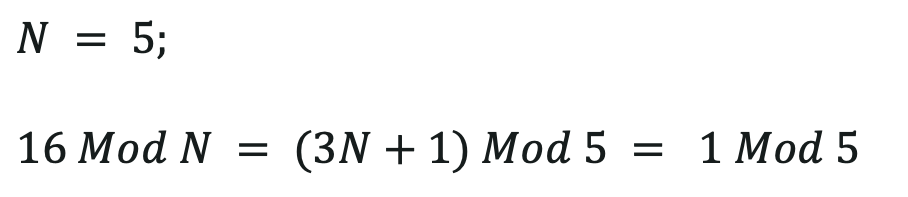 N = 5;
16 Mod N = (3N + 1) Mod 5 = 1 Mod 5